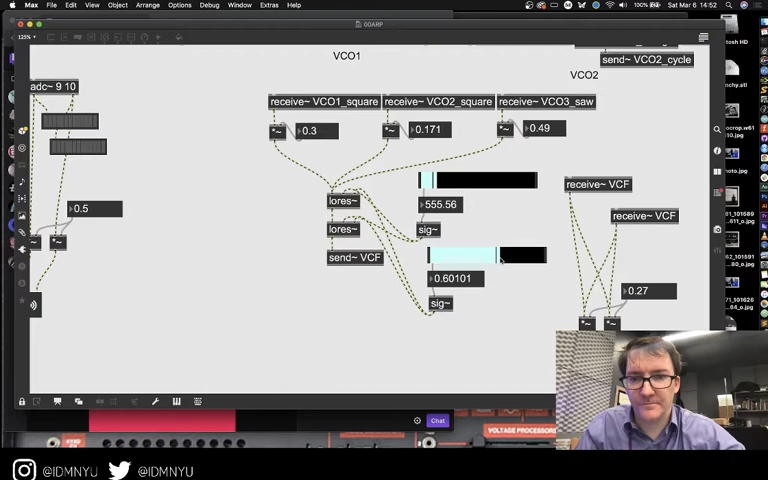 Max File Edit View Object Arrange Options Debug Window Extras Help 100% Sat Mar 6 14:52
00ARP
125%
send~ VCO2_cycle
VCO1
VCO2
adc~ 9 10
receive~ VCO1_square receive~ VCO2_square receive~ VCO3_saw
*~ 0.3 *~ 0.171 *~ 0.49
receive~ VCF
lores~ 555.56
0.5
receive~ VCF
lores~ sig~
*~
send~ VCF
0.60101
0.27
sig~
*~ *~
Chat
VOLTAGE PROCESSORS
@IDMNYU @IDMNYU